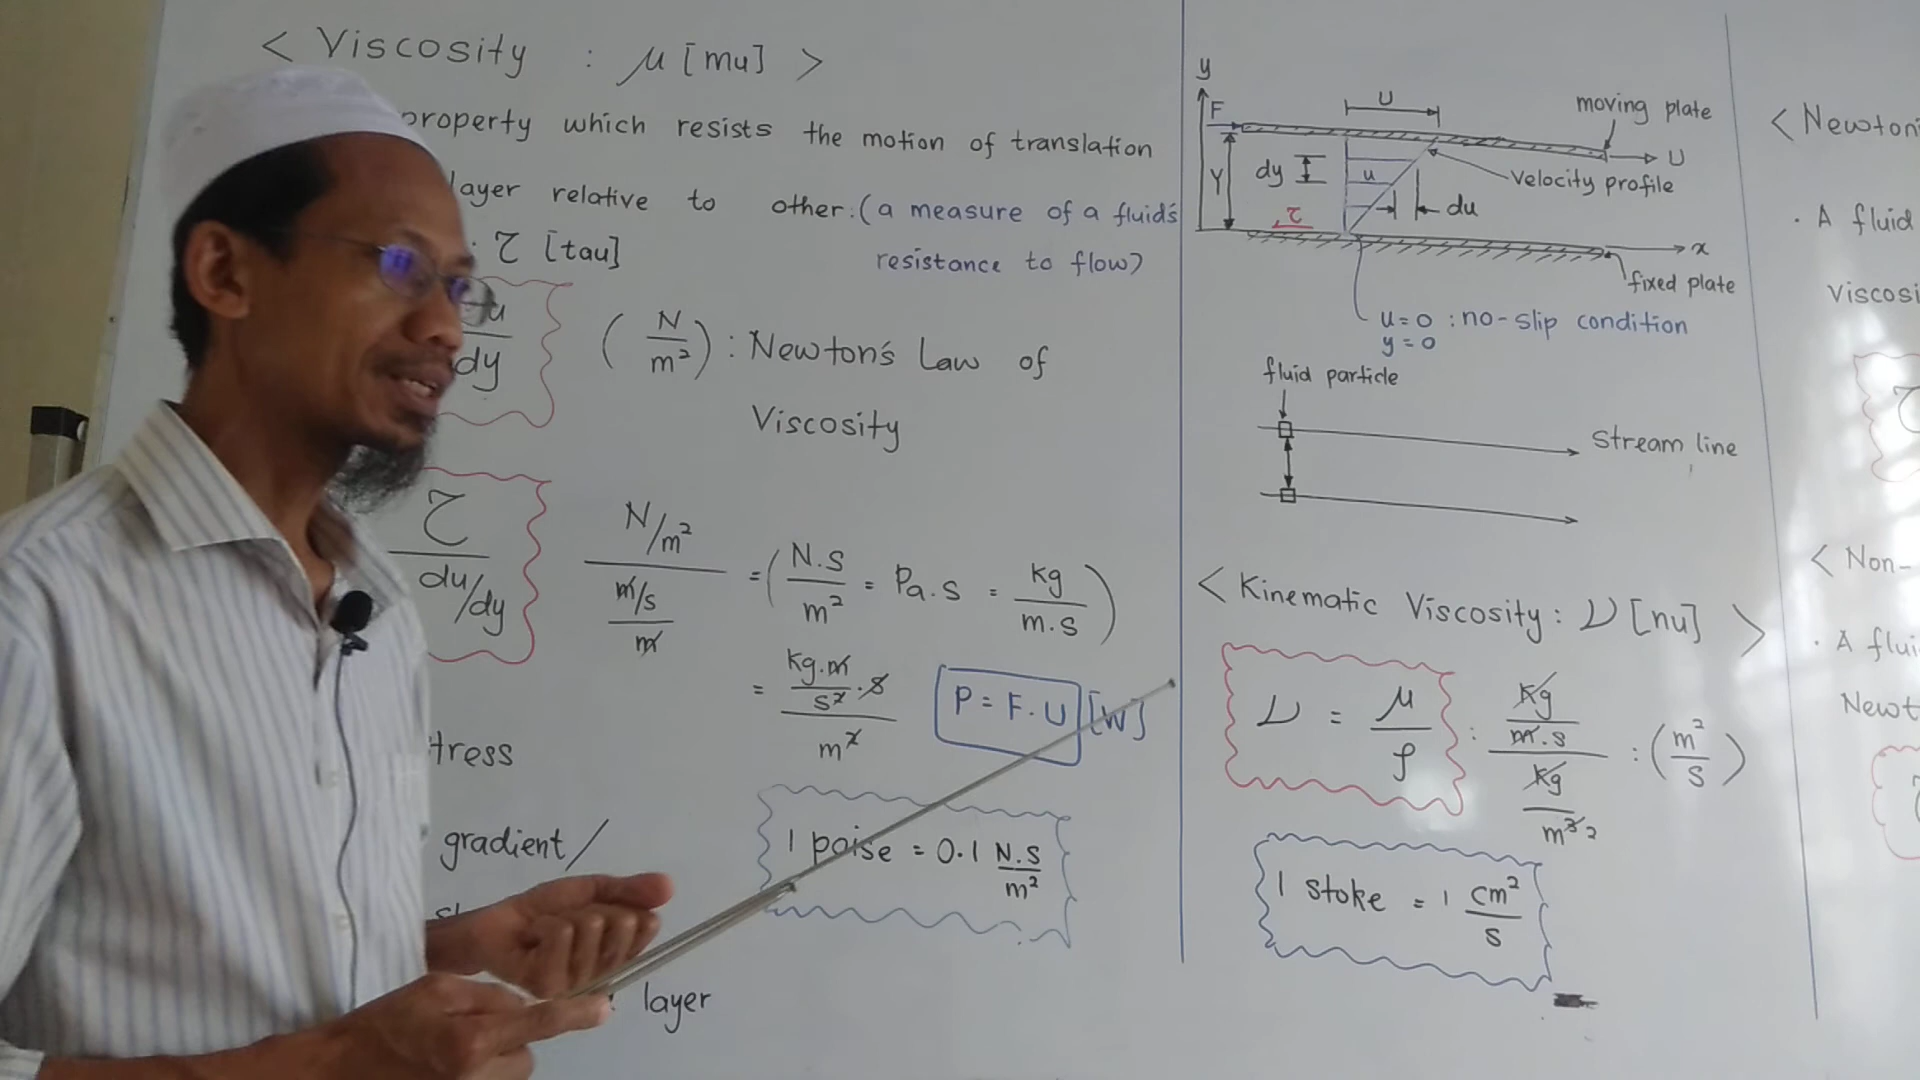 < Viscosity : μ [mu] >
property which resists the motion of translation
layer relative to other : (a measure of a fluid's
resistance to flow)
: τ [tau]
du/dy (N/m²) : Newton's Law of
Viscosity
τ / (du/dy)   (N/m²) / ((m/s)/m) = (N.s/m² = Pa.s = kg/m.s)
= (kg.m/s² . s) / m²
P = F.U [W]
tress
gradient/
1 poise = 0.1 N.s/m²
layer
y
F
U
moving plate
U
Y
dy
u
velocity profile
du
τ
x
fixed plate
u = 0 : no-slip condition
y = 0
fluid particle
Stream line
< Kinematic Viscosity : ν [nu] >
ν = μ/ρ : (kg/m.s) / (kg/m³ 2) : (m²/s)
1 stoke = 1 cm²/s
< Newton
· A fluid
Viscosi
τ
< Non-
· A flui
Newt